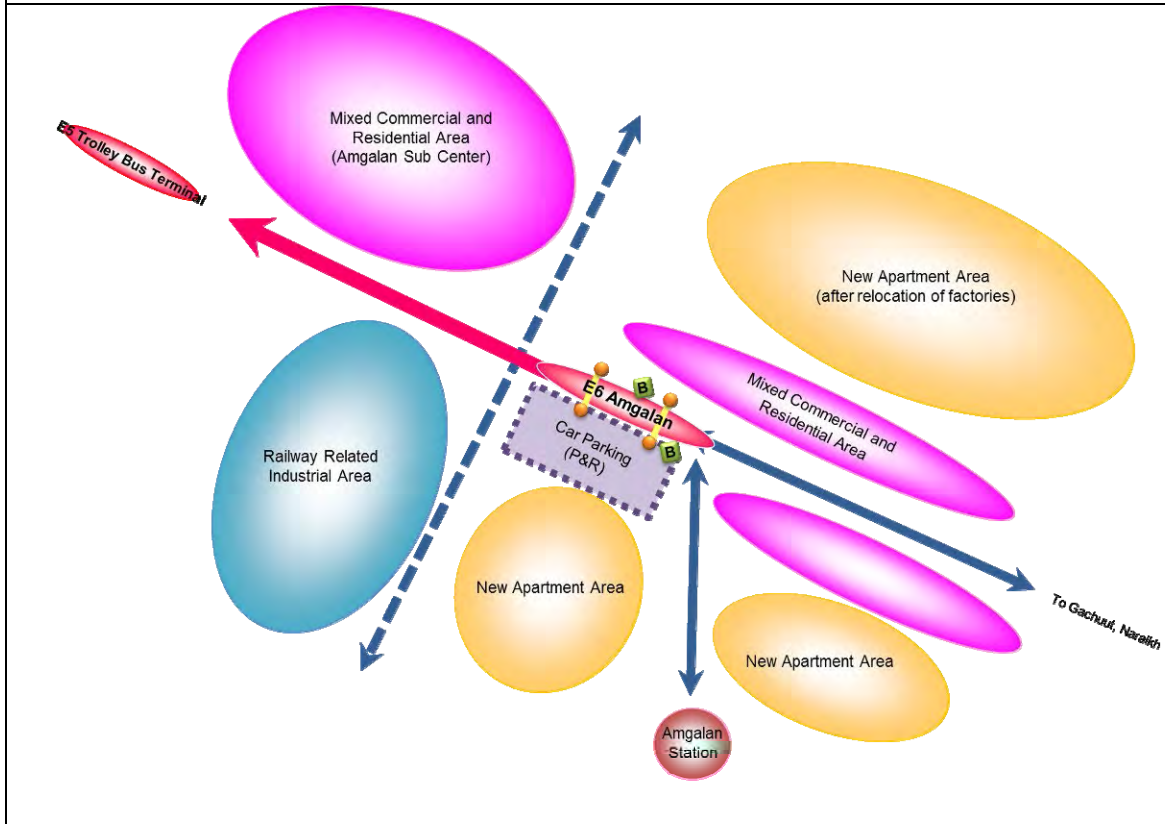 Mixed Commercial and
Residential Area
(Amgalan Sub Center)
E5 Trolley Bus Terminal
New Apartment Area
(after relocation of factories)
B
E6 Amgalan
Mixed Commercial and
Residential Area
Car Parking
(P&R)
B
Railway Related
Industrial Area
New Apartment Area
To Gachuut, Naraikh
New Apartment Area
Amgalan
Station